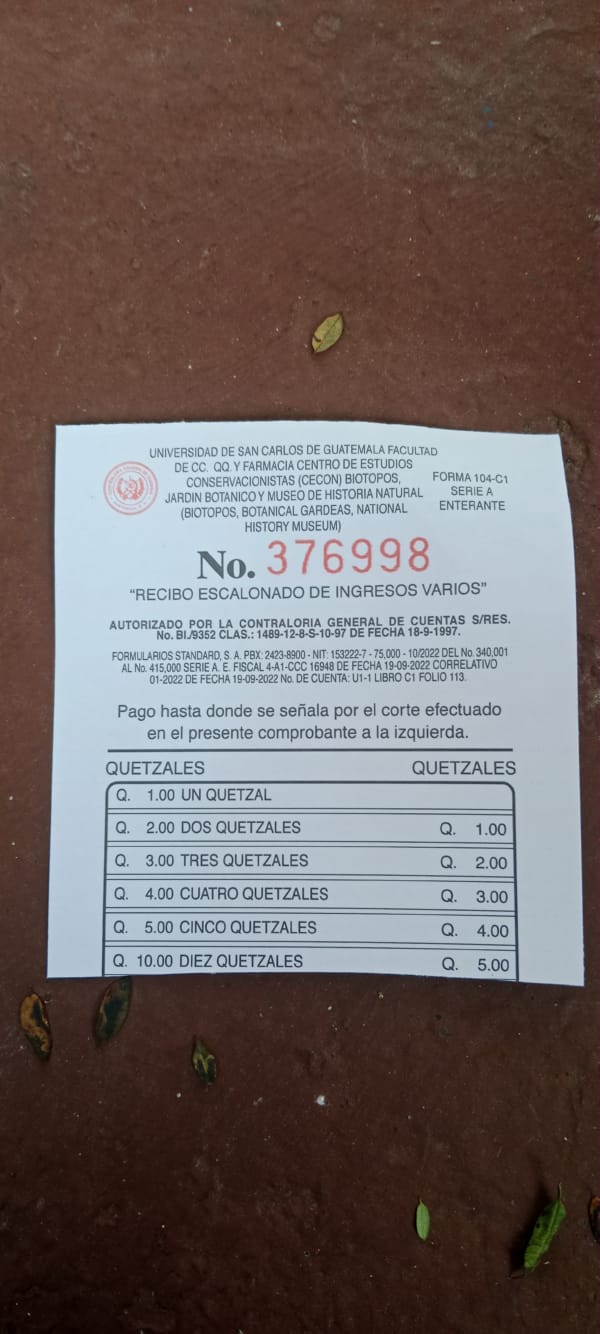 UNIVERSIDAD DE SAN CARLOS DE GUATEMALA FACULTAD
DE CC. QQ. Y FARMACIA CENTRO DE ESTUDIOS
CONSERVACIONISTAS (CECON) BIOTOPOS,
JARDIN BOTANICO Y MUSEO DE HISTORIA NATURAL
(BIOTOPOS, BOTANICAL GARDEAS, NATIONAL
HISTORY MUSEUM)
FORMA 104-C1
SERIE A
ENTERANTE
No. 376998
“RECIBO ESCALONADO DE INGRESOS VARIOS”
AUTORIZADO POR LA CONTRALORIA GENERAL DE CUENTAS S/RES.
No. BI./9352 CLAS.: 1489-12-8-S-10-97 DE FECHA 18-9-1997.
FORMULARIOS STANDARD, S. A. PBX: 2423-8900 - NIT: 153222-7 - 75,000 - 10/2022 DEL No. 340,001
AL No. 415,000 SERIE A. E. FISCAL 4-A1-CCC 16948 DE FECHA 19-09-2022 CORRELATIVO
01-2022 DE FECHA 19-09-2022 No. DE CUENTA: U1-1 LIBRO C1 FOLIO 113.
Pago hasta donde se señala por el corte efectuado
en el presente comprobante a la izquierda.
QUETZALES QUETZALES
Q. 1.00 UN QUETZAL
Q. 2.00 DOS QUETZALES Q. 1.00
Q. 3.00 TRES QUETZALES Q. 2.00
Q. 4.00 CUATRO QUETZALES Q. 3.00
Q. 5.00 CINCO QUETZALES Q. 4.00
Q. 10.00 DIEZ QUETZALES Q. 5.00